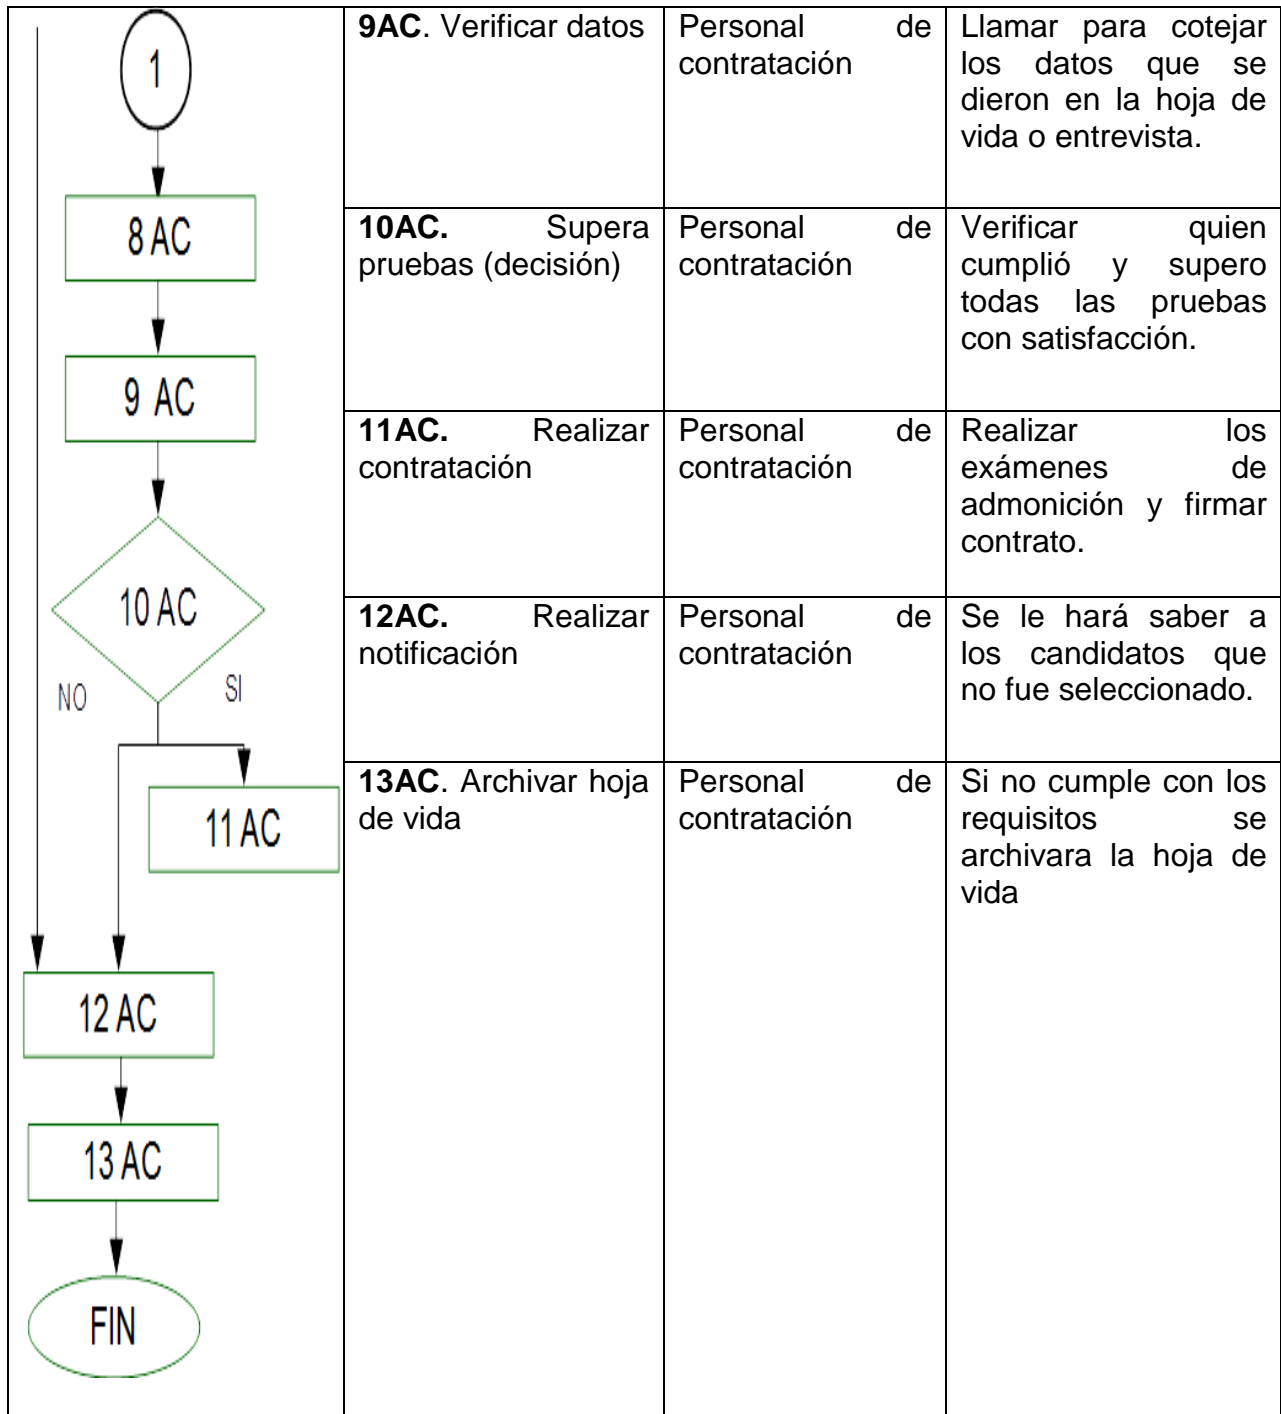 1
8 AC
9 AC
10 AC
NO
SI
11 AC
12 AC
13 AC
FIN
9AC. Verificar datos
Personal de
contratación
Llamar para cotejar
los datos que se
dieron en la hoja de
vida o entrevista.
10AC. Supera
pruebas (decisión)
Personal de
contratación
Verificar quien
cumplió y supero
todas las pruebas
con satisfacción.
11AC. Realizar
contratación
Personal de
contratación
Realizar los
exámenes de
admonición y firmar
contrato.
12AC. Realizar
notificación
Personal de
contratación
Se le hará saber a
los candidatos que
no fue seleccionado.
13AC. Archivar hoja
de vida
Personal de
contratación
Si no cumple con los
requisitos se
archivara la hoja de
vida